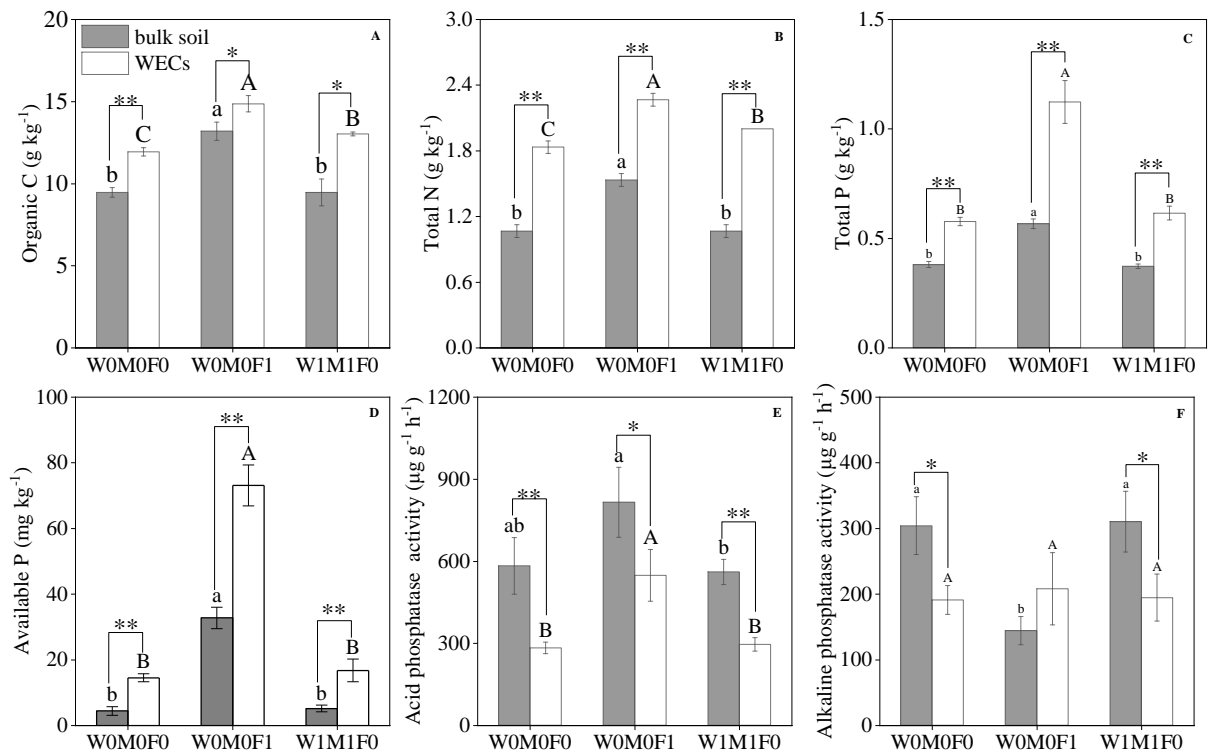 A
bulk soil
WECs
Organic C (g kg⁻¹)
20
15
10
5
0
**
*
*
b
C
a
A
b
B
W0M0F0 W0M0F1 W1M1F0
B
Total N (g kg⁻¹)
3.0
2.4
1.8
1.2
0.6
0.0
**
**
**
b
C
a
A
b
B
W0M0F0 W0M0F1 W1M1F0
C
Total P (g kg⁻¹)
1.5
1.0
0.5
0.0
**
**
**
b
B
a
A
b
B
W0M0F0 W0M0F1 W1M1F0
D
Available P (mg kg⁻¹)
100
80
60
40
20
0
**
**
**
b
B
a
A
b
B
W0M0F0 W0M0F1 W1M1F0
E
Acid phosphatase activity (μg g⁻¹ h⁻¹)
1200
900
600
300
0
**
*
**
ab
B
a
A
b
B
W0M0F0 W0M0F1 W1M1F0
F
Alkaline phosphatase activity (μg g⁻¹ h⁻¹)
500
400
300
200
100
0
*
*
a
A
b
A
a
A
W0M0F0 W0M0F1 W1M1F0